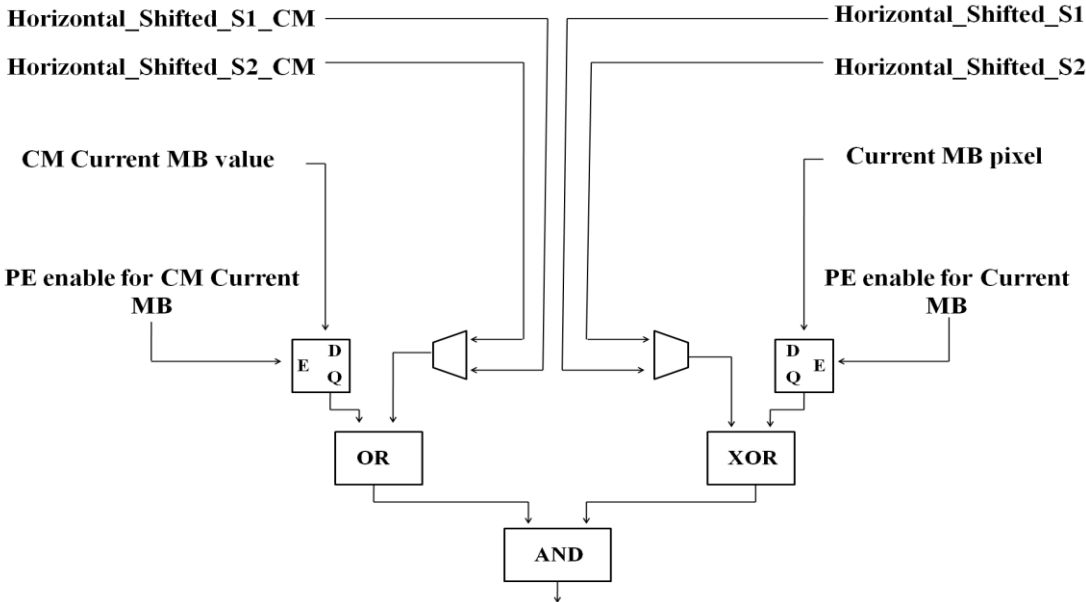 Horizontal_Shifted_S1_CM
Horizontal_Shifted_S1
Horizontal_Shifted_S2_CM
Horizontal_Shifted_S2
CM Current MB value
Current MB pixel
PE enable for CM Current
MB
PE enable for Current
MB
D
E
Q
D
E
Q
OR
XOR
AND